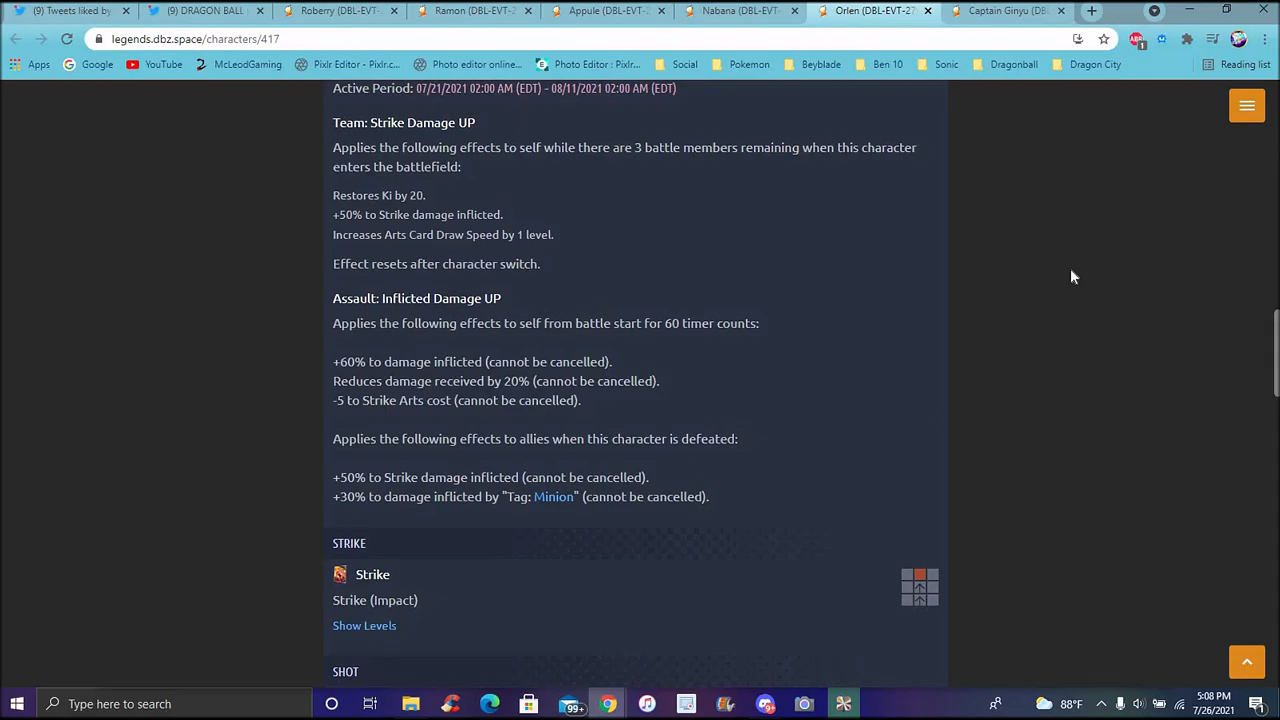 (9) Tweets liked by
(9) DRAGON BALL
Roberry (DBL-EVT-
Ramon (DBL-EVT-2
Appule (DBL-EVT-2
Nabana (DBL-EVT-
Orlen (DBL-EVT-27
Captain Ginyu (DB
legends.dbz.space/characters/417
Apps
Google
YouTube
McLeodGaming
Pixlr Editor - Pixlr.c...
Photo editor online...
Photo Editor : Pixlr...
Social
Pokemon
Beyblade
Ben 10
Sonic
Dragonball
Dragon City
Reading list
Active Period: 07/21/2021 02:00 AM (EDT) - 08/11/2021 02:00 AM (EDT)
Team: Strike Damage UP
Applies the following effects to self while there are 3 battle members remaining when this character
enters the battlefield:
Restores Ki by 20.
+50% to Strike damage inflicted.
Increases Arts Card Draw Speed by 1 level.
Effect resets after character switch.
Assault: Inflicted Damage UP
Applies the following effects to self from battle start for 60 timer counts:
+60% to damage inflicted (cannot be cancelled).
Reduces damage received by 20% (cannot be cancelled).
-5 to Strike Arts cost (cannot be cancelled).
Applies the following effects to allies when this character is defeated:
+50% to Strike damage inflicted (cannot be cancelled).
+30% to damage inflicted by "Tag: Minion" (cannot be cancelled).
STRIKE
Strike
Strike (Impact)
Show Levels
SHOT
Type here to search
99+
88°F
5:08 PM
7/26/2021